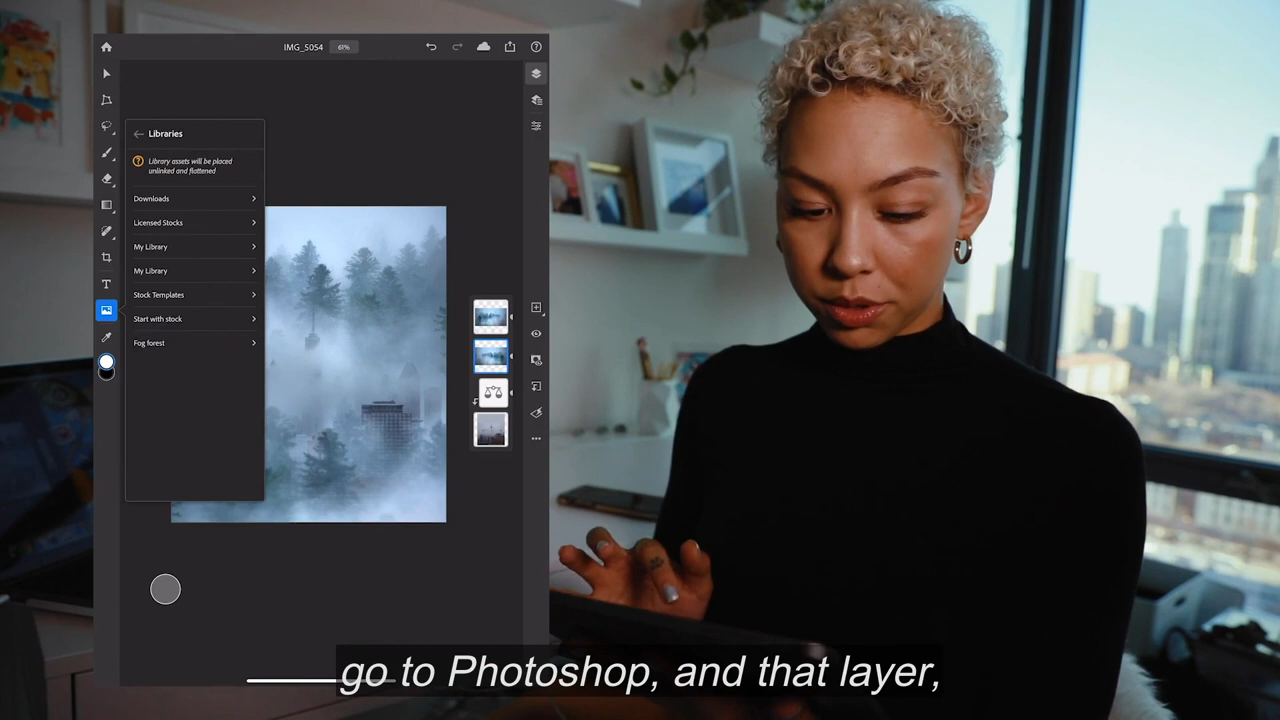 IMG_5054 61%
Libraries
Library assets will be placed
unlinked and flattened
Downloads
Licensed Stocks
My Library
My Library
Stock Templates
Start with stock
Fog forest
go to Photoshop, and that layer,